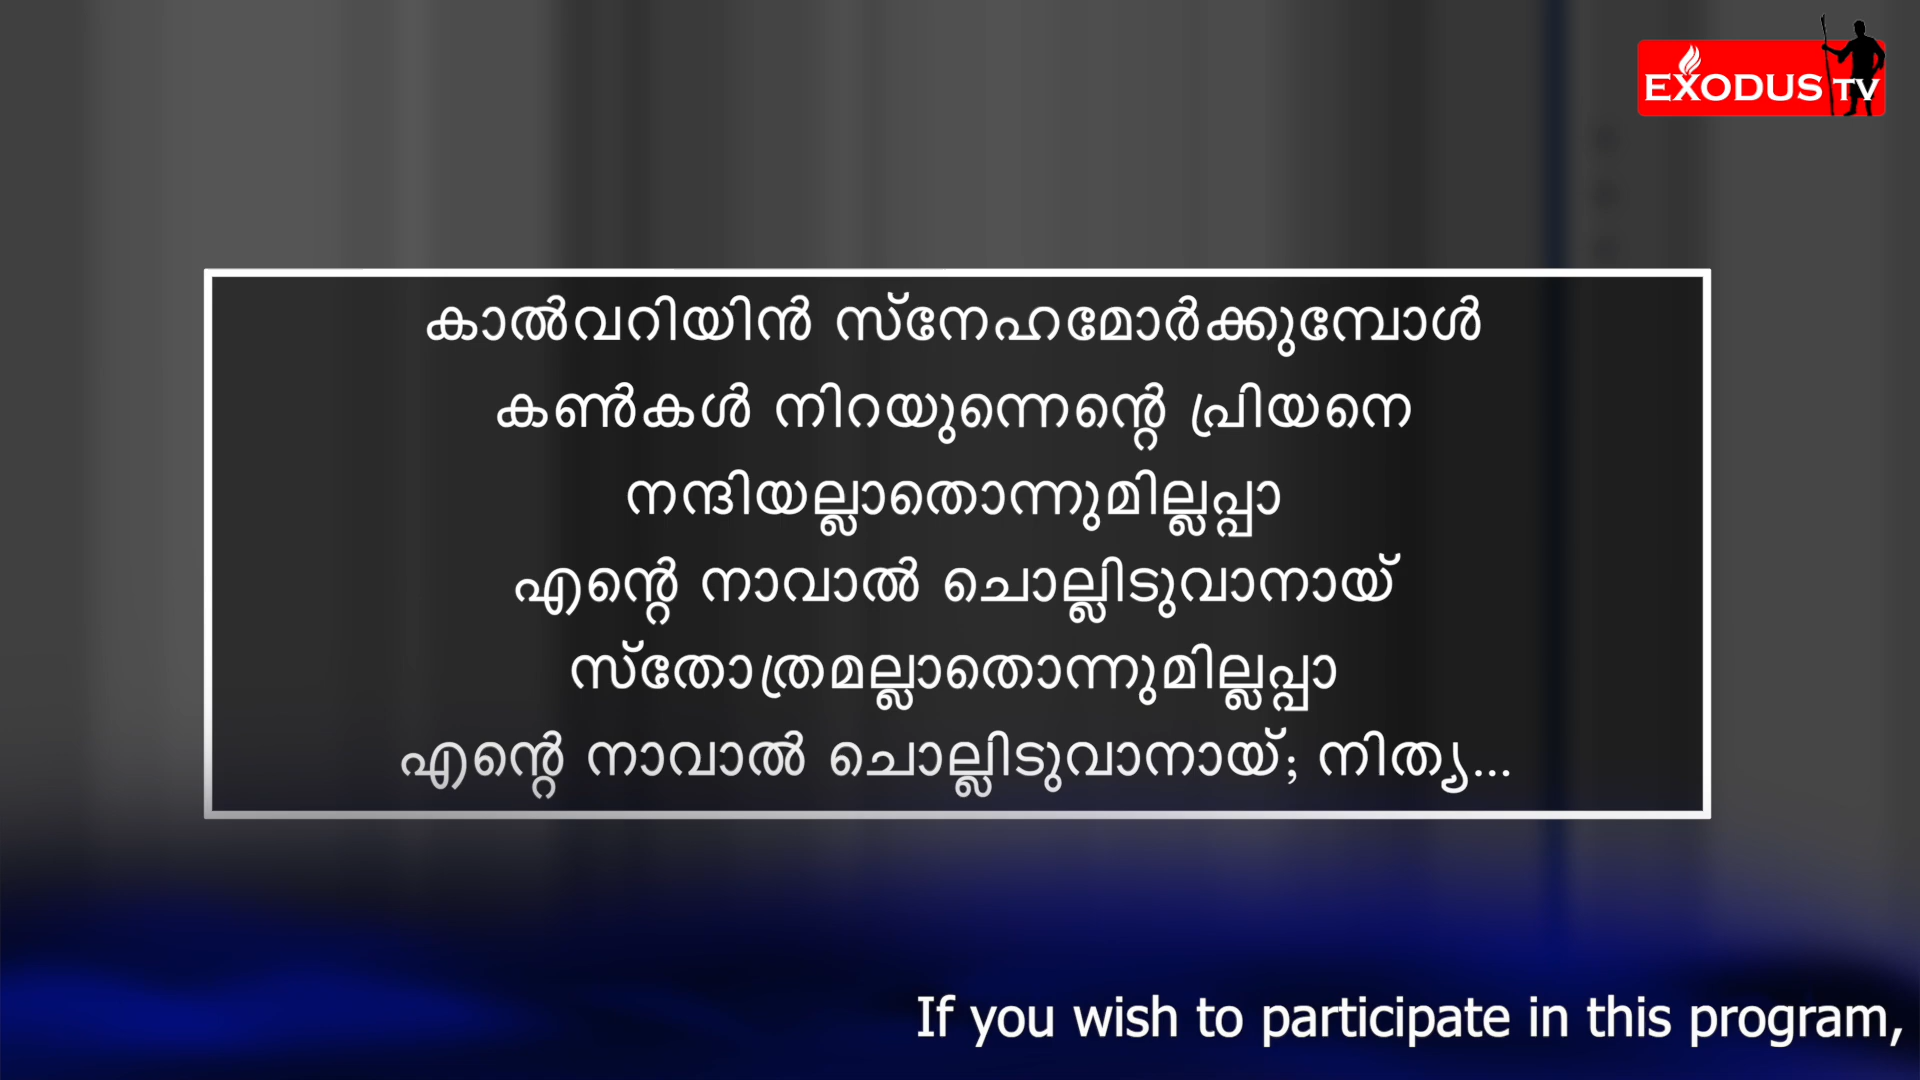 EXODUS TV
കാൽവറിയിൻ സ്നേഹമോർക്കുമ്പോൾ
കൺകൾ നിറയുന്നെന്റെ പ്രിയനെ
നന്ദിയല്ലാതൊന്നുമില്ലപ്പാ
എന്റെ നാവാൽ ചൊല്ലിടുവാനായ്
സ്തോത്രമല്ലാതൊന്നുമില്ലപ്പാ
എന്റെ നാവാൽ ചൊല്ലിടുവാനായ്; നിത്യ...
If you wish to participate in this program,